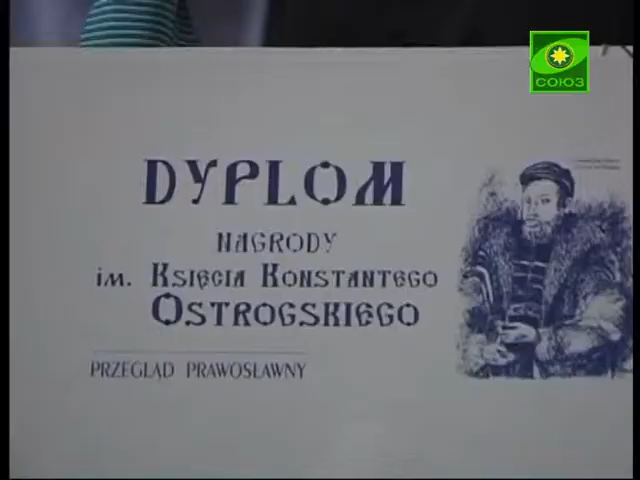 СОЮЗ
DYPLOM
NAGRODY
im. KSIĘCIA KONSTANTEGO
OSTROGSKIEGO
PRZEGLĄD PRAWOSŁAWNY